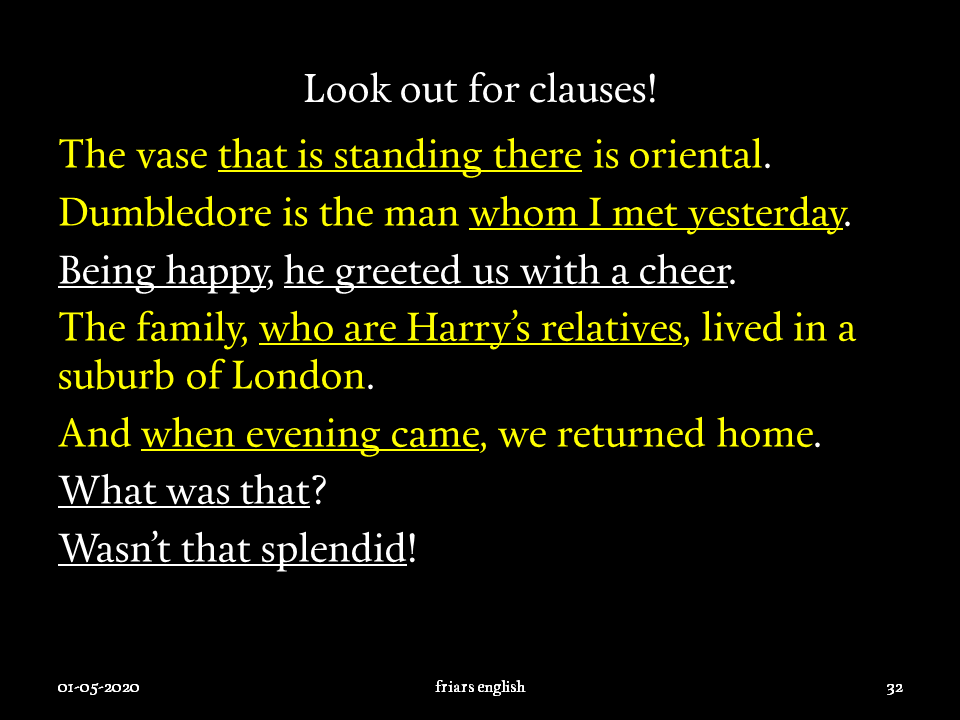 Look out for clauses!
The vase that is standing there is oriental.
Dumbledore is the man whom I met yesterday.
Being happy, he greeted us with a cheer.
The family, who are Harry’s relatives, lived in a
suburb of London.
And when evening came, we returned home.
What was that?
Wasn’t that splendid!
01-05-2020 friars english 32